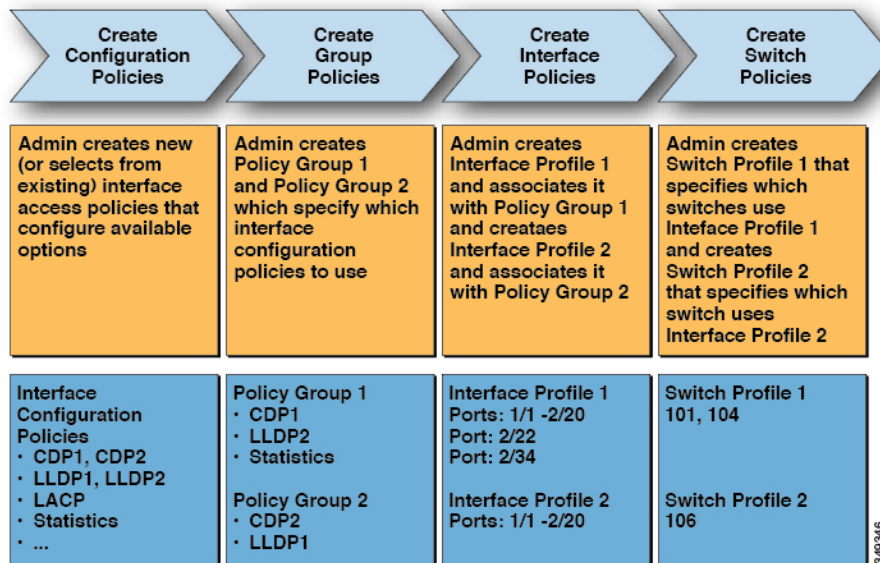 Create
Configuration
Policies
Create
Group
Policies
Create
Interface
Policies
Create
Switch
Policies
Admin creates new
(or selects from
existing) interface
access policies that
configure available
options
Admin creates
Policy Group 1
and Policy Group 2
which specify which
interface
configuration
policies to use
Admin creates
Interface Profile 1
and associates it
with Policy Group 1
and creataes
Interface Profile 2
and associates it
with Policy Group 2
Admin creates
Switch Profile 1 that
specifies which
switches use
Inteface Profile 1
and creates
Switch Profile 2
that specifies which
switch uses
Interface Profile 2
Interface
Configuration
Policies
· CDP1, CDP2
· LLDP1, LLDP2
· LACP
· Statistics
· ...
Policy Group 1
· CDP1
· LLDP2
· Statistics
Policy Group 2
· CDP2
· LLDP1
Interface Profile 1
Ports: 1/1 -2/20
Port: 2/22
Port: 2/34
Interface Profile 2
Ports: 1/1 -2/20
Switch Profile 1
101, 104
Switch Profile 2
106
349346